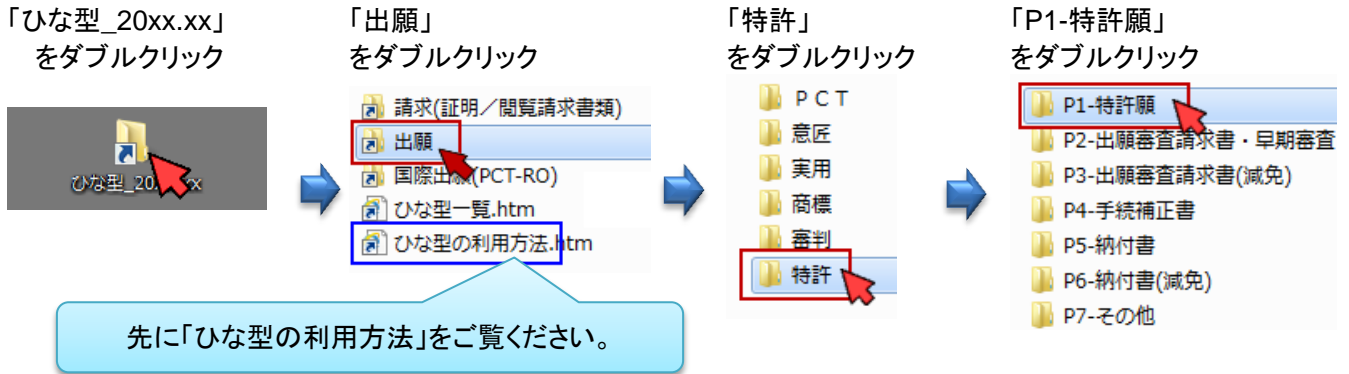 「ひな型_20xx.xx」
をダブルクリック
ひな型_20
xx
「出願」
をダブルクリック
請求(証明／閲覧請求書類)
出願
国際出願(PCT-RO)
ひな型一覧.htm
ひな型の利用方法.htm
先に「ひな型の利用方法」をご覧ください。
「特許」
をダブルクリック
ＰＣＴ
意匠
実用
商標
審判
特許
「P1-特許願」
をダブルクリック
P1-特許願
P2-出願審査請求書・早期審査
P3-出願審査請求書(減免)
P4-手続補正書
P5-納付書
P6-納付書(減免)
P7-その他